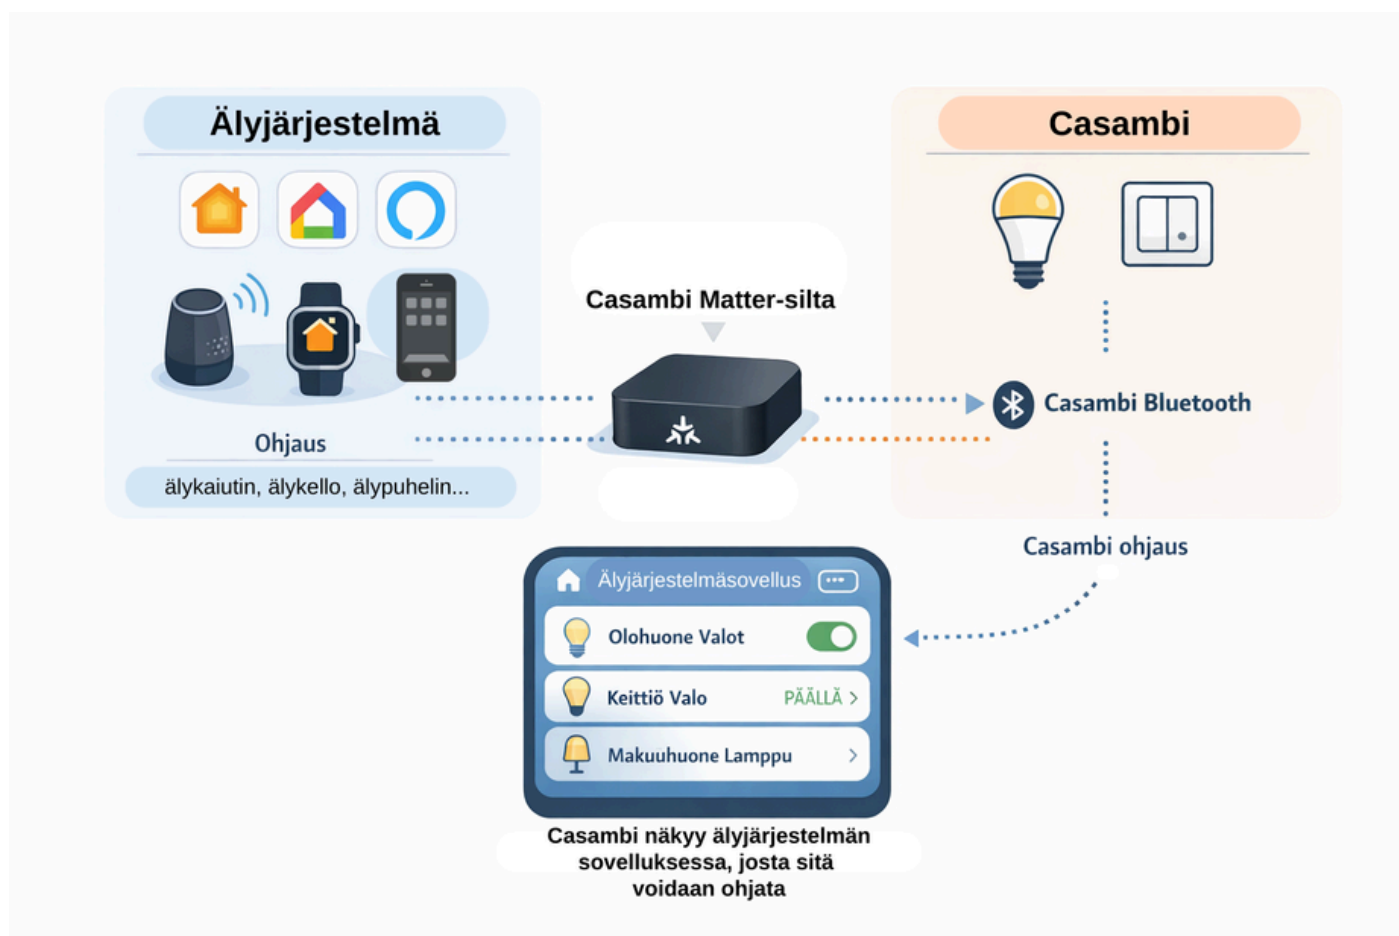 Älyjärjestelmä
Ohjaus
älykaiutin, älykello, älypuhelin...
Casambi Matter-silta
Casambi
Casambi Bluetooth
Casambi ohjaus
Älyjärjestelmäsovellus
Olohuone Valot
Keittiö Valo PÄÄLLÄ >
Makuuhuone Lamppu >
Casambi näkyy älyjärjestelmän
sovelluksessa, josta sitä
voidaan ohjata